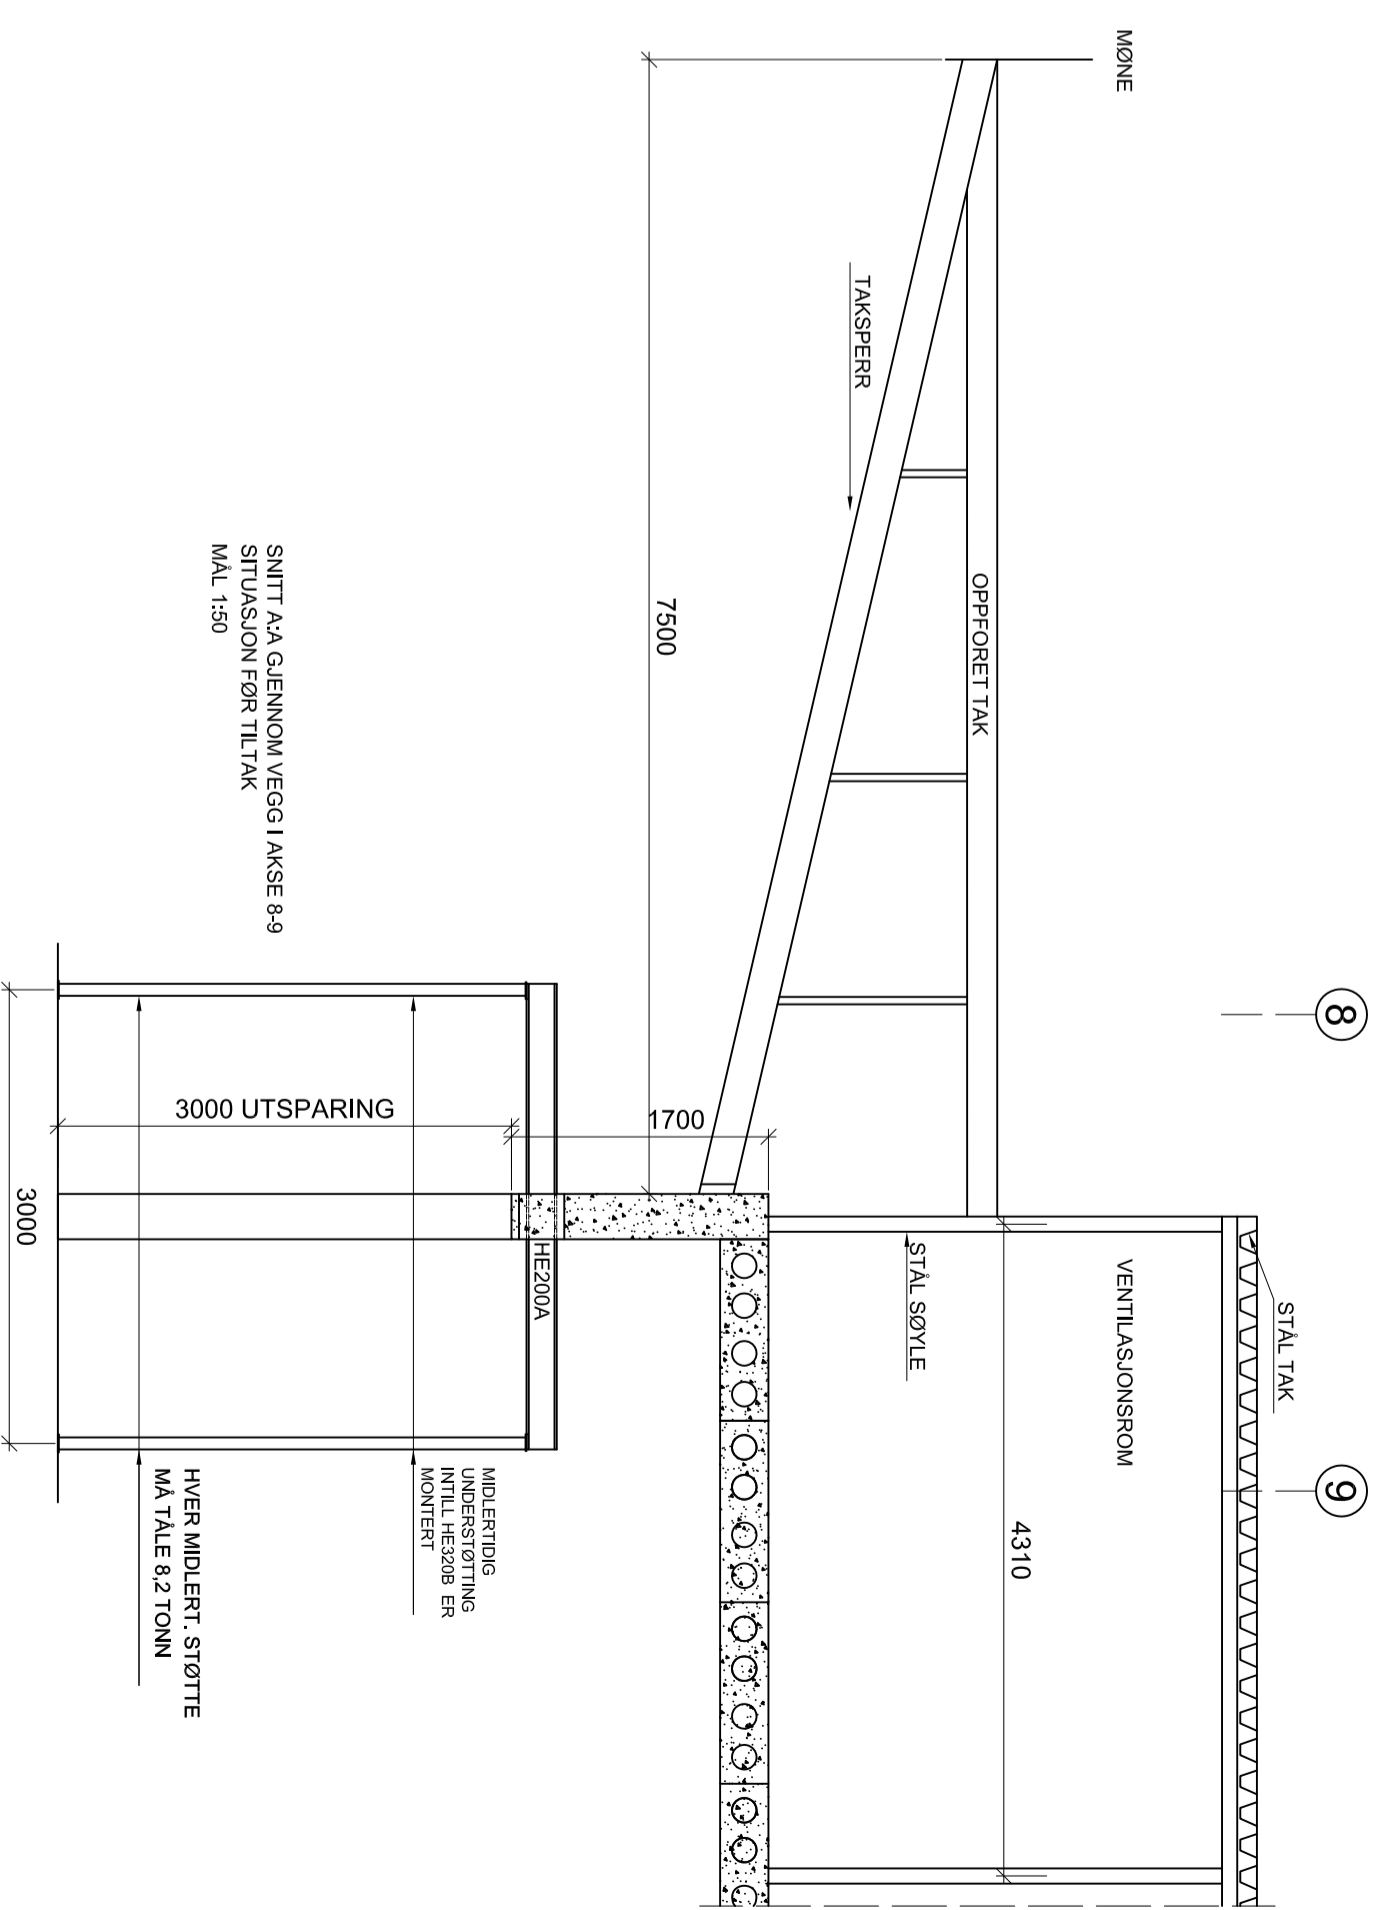 8
9
STÅL TAK
MØNE
VENTILASJONSROM
4310
OPPFORET TAK
STÅL SØYLE
TAKSPERR
7500
1700
HE200A
MIDLERTIDIG
UNDERSTØTTING
INTILL HE320B ER
MONTERT
3000 UTSPARING
HVER MIDLERT. STØTTE
MÅ TÅLE 8,2 TONN
3000
SNITT A:A GJENNOM VEGG I AKSE 8-9
SITUASJON FØR TILTAK
MÅL 1:50